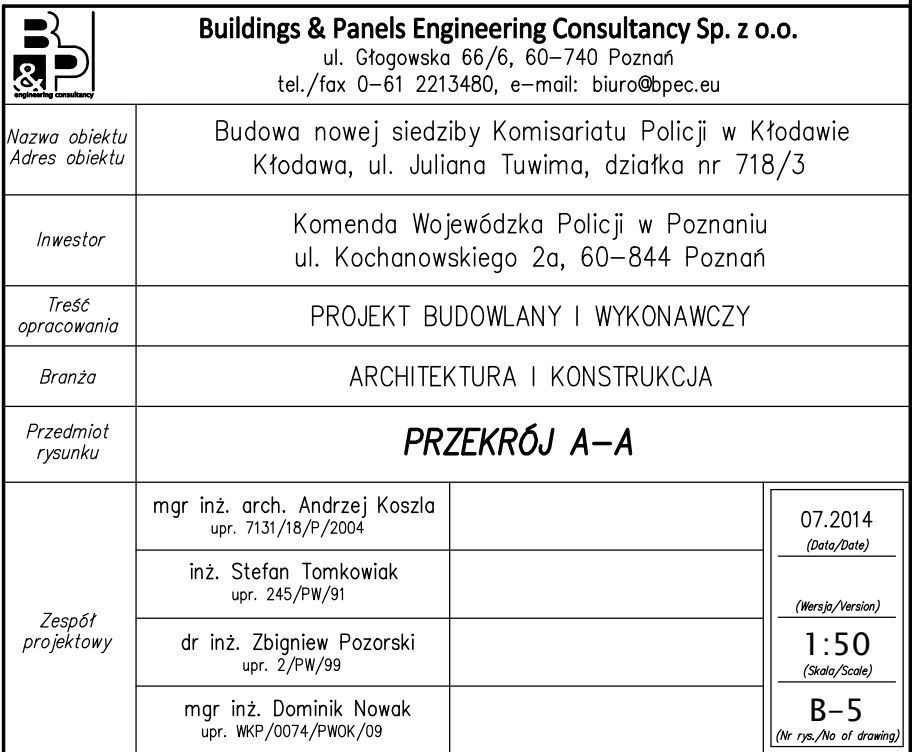 B&P
engineering consultancy
Buildings & Panels Engineering Consultancy Sp. z o.o.
ul. Głogowska 66/6, 60-740 Poznań
tel./fax 0-61 2213480, e-mail: biuro@bpec.eu
Nazwa obiektu
Adres obiektu
Budowa nowej siedziby Komisariatu Policji w Kłodawie
Kłodawa, ul. Juliana Tuwima, działka nr 718/3
Inwestor
Komenda Wojewódzka Policji w Poznaniu
ul. Kochanowskiego 2a, 60-844 Poznań
Treść
opracowania
PROJEKT BUDOWLANY I WYKONAWCZY
Branża
ARCHITEKTURA I KONSTRUKCJA
Przedmiot
rysunku
PRZEKRÓJ A-A
Zespół
projektowy
mgr inż. arch. Andrzej Koszla
upr. 7131/18/P/2004
inż. Stefan Tomkowiak
upr. 245/PW/91
dr inż. Zbigniew Pozorski
upr. 2/PW/99
mgr inż. Dominik Nowak
upr. WKP/0074/PWOK/09
07.2014
(Data/Date)
(Wersja/Version)
1:50
(Skala/Scale)
B-5
(Nr rys./No of drawing)